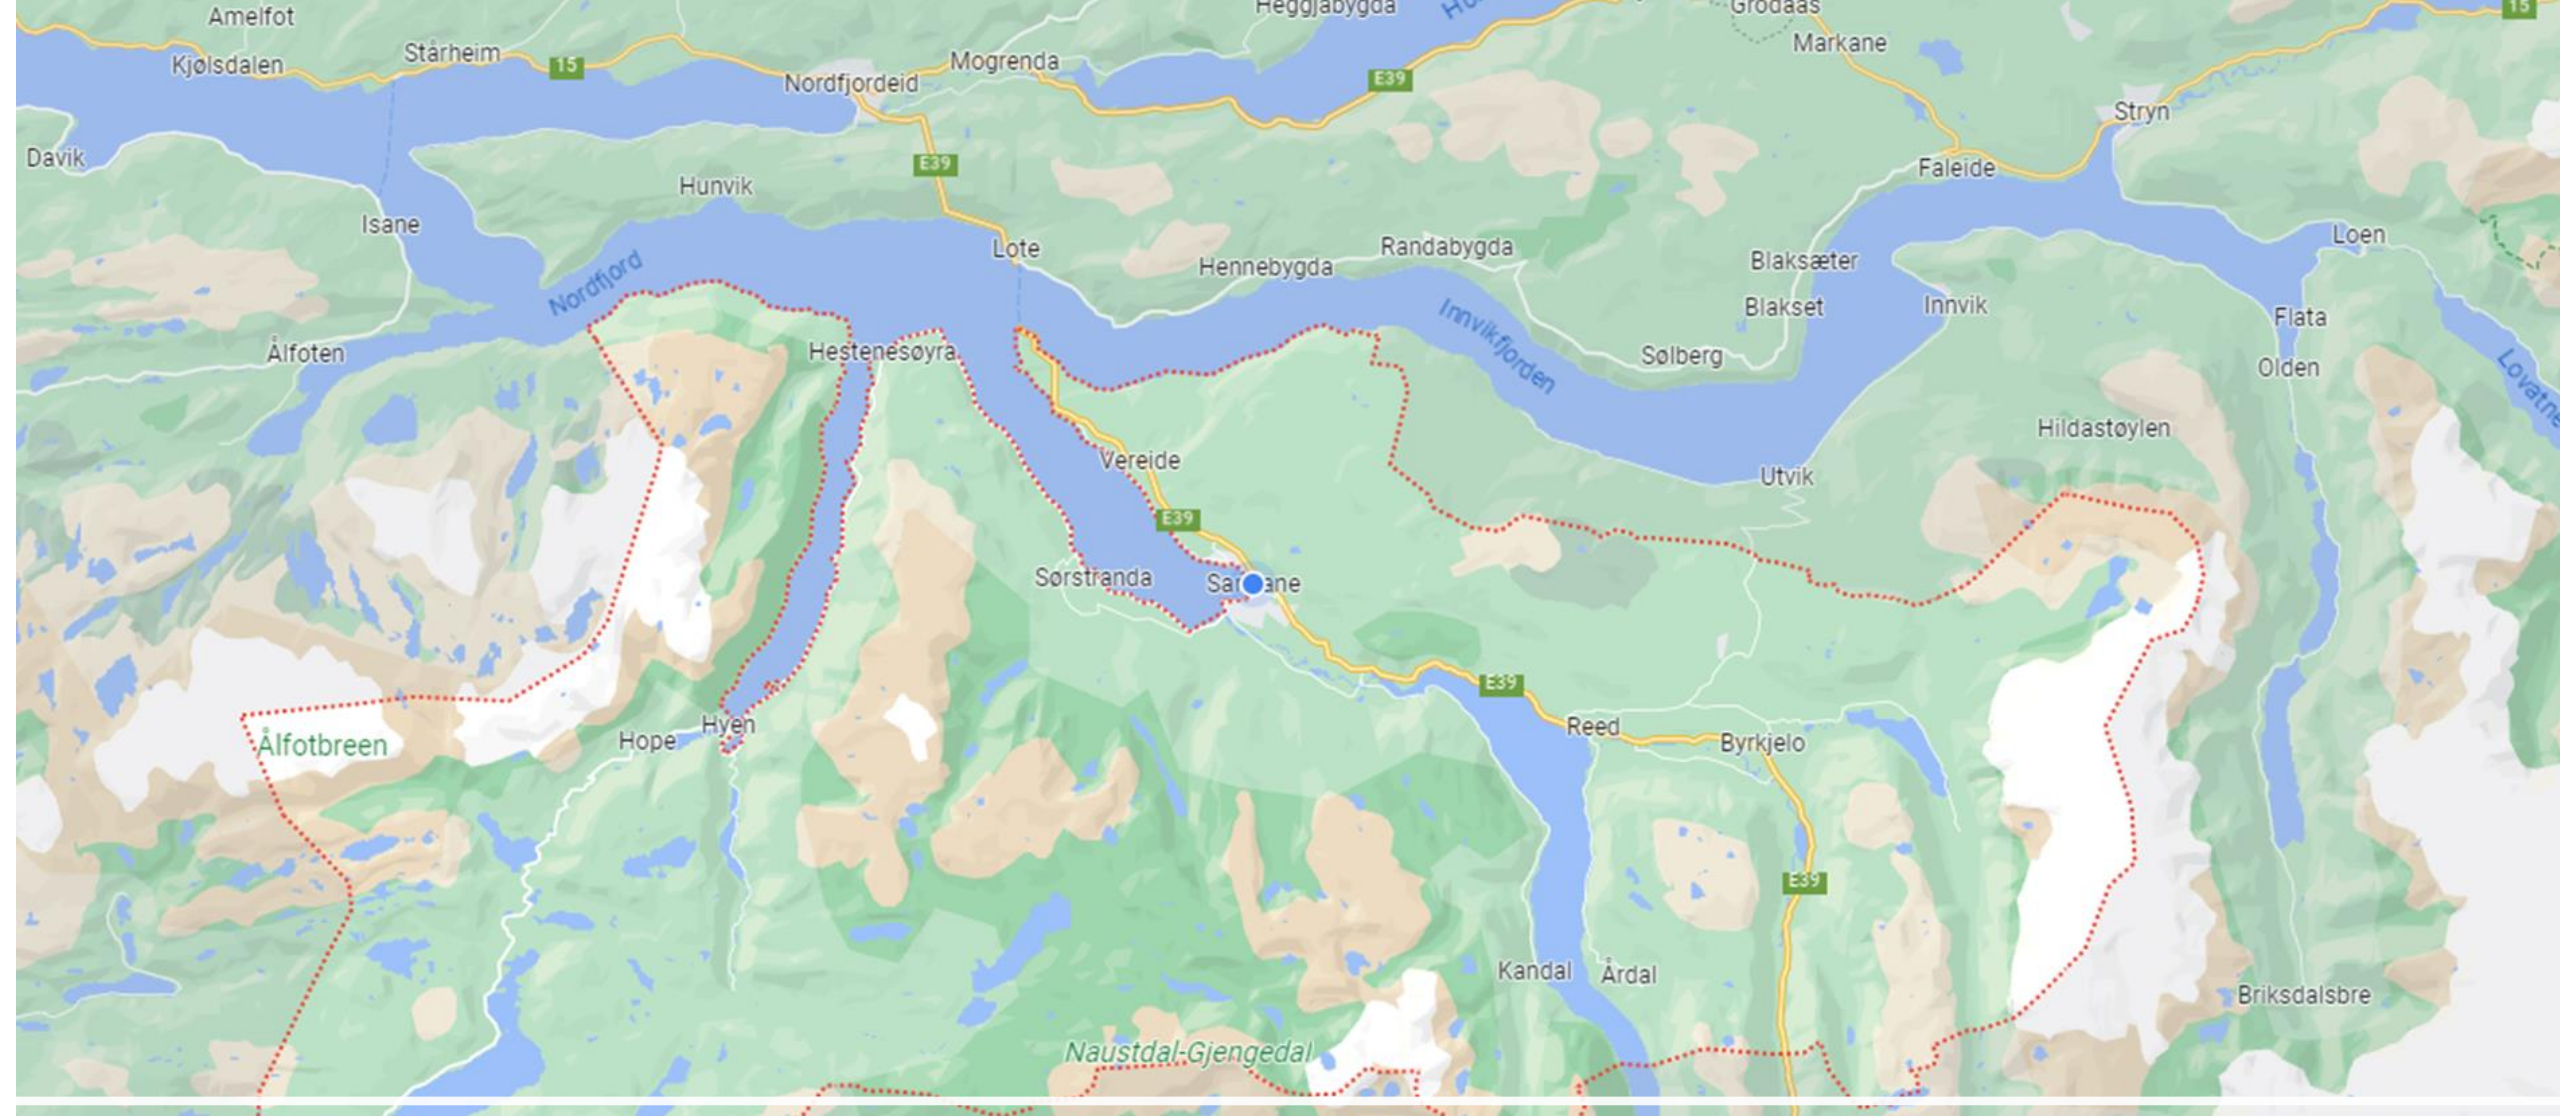 Amelfot
Heggjabygda
Grodaas
15
Markane
Kjølsdalen
Stårheim
15
Nordfjordeid
Mogrenda
E39
Stryn
Davik
E39
Faleide
Hunvik
Isane
Lote
Hennebygda
Randabygda
Blaksæter
Loen
Nordfjord
Blakset
Innvik
Flata
Ålfoten
Hestenesøyra
Innvikfjorden
Sølberg
Olden
Vereide
Hildastøylen
Utvik
E39
Sørstranda
E39
Hope
Hyen
Reed
Byrkjelo
Ålfotbreen
E39
Kandal
Årdal
Briksdalsbre
Naustdal-Gjengedal